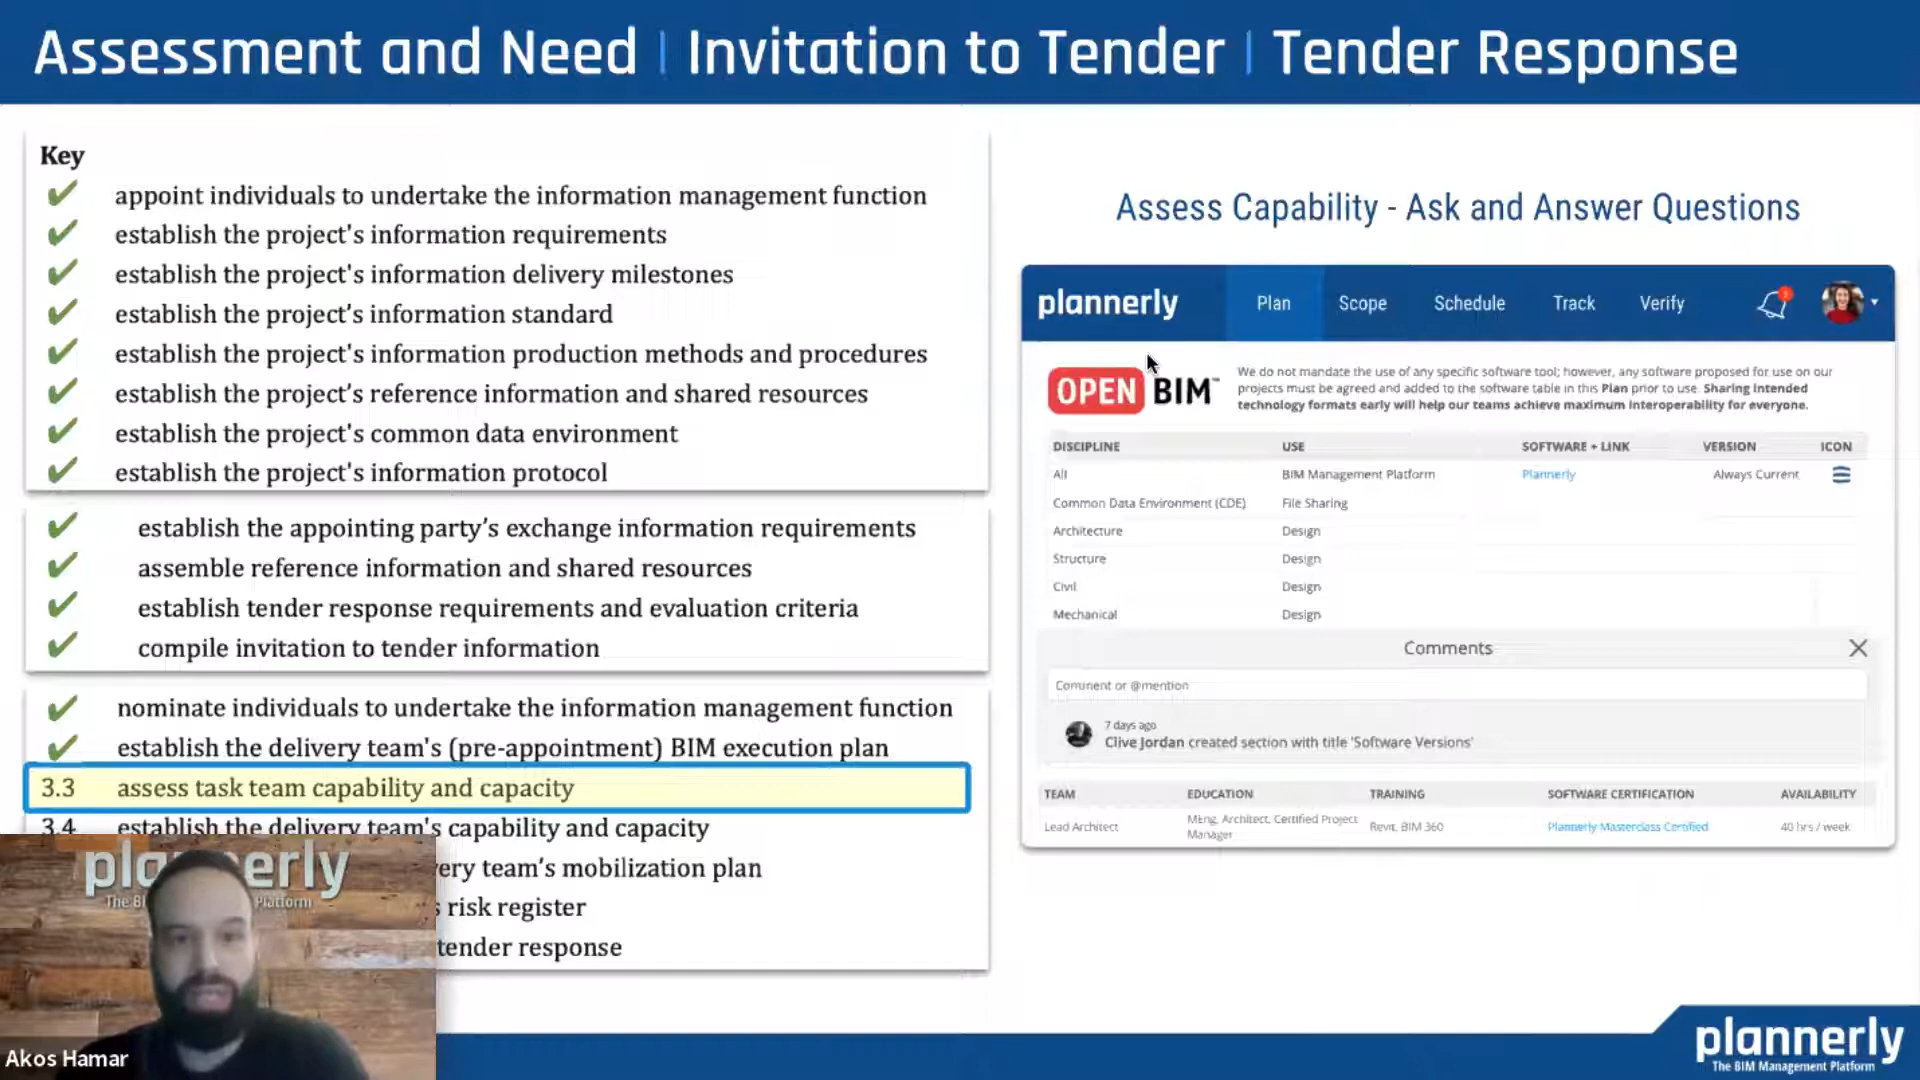 Assessment and Need | Invitation to Tender | Tender Response
Key
appoint individuals to undertake the information management function
establish the project's information requirements
establish the project's information delivery milestones
establish the project's information standard
establish the project's information production methods and procedures
establish the project's reference information and shared resources
establish the project's common data environment
establish the project's information protocol
establish the appointing party's exchange information requirements
assemble reference information and shared resources
establish tender response requirements and evaluation criteria
compile invitation to tender information
nominate individuals to undertake the information management function
establish the delivery team's (pre-appointment) BIM execution plan
3.3 assess task team capability and capacity
3.4 establish the delivery team's capability and capacity
ery team's mobilization plan
s risk register
tender response
Assess Capability - Ask and Answer Questions
plannerly Plan Scope Schedule Track Verify
OPEN BIM™
We do not mandate the use of any specific software tool; however, any software proposed for use on our
projects must be agreed and added to the software table in this Plan prior to use. Sharing intended
technology formats early will help our teams achieve maximum interoperability for everyone.
DISCIPLINE USE SOFTWARE + LINK VERSION ICON
All BIM Management Platform Plannerly Always Current
Common Data Environment (CDE) File Sharing
Architecture Design
Structure Design
Civil Design
Mechanical Design
Comments
Comment or @mention
7 days ago
Clive Jordan created section with title 'Software Versions'
TEAM EDUCATION TRAINING SOFTWARE CERTIFICATION AVAILABILITY
Lead Architect MEng, Architect, Certified Project Manager Revit, BIM 360 Plannerly Masterclass Certified 40 hrs / week
pl erly
The BI Platform
Akos Hamar
plannerly
The BIM Management Platform